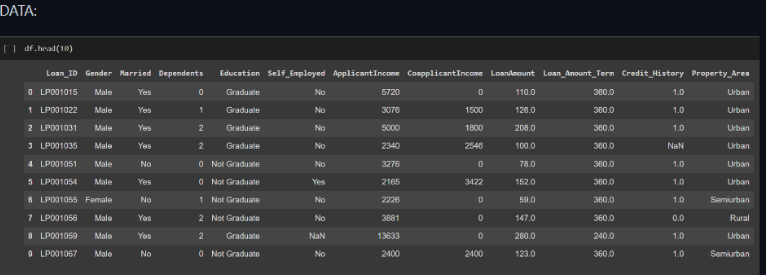 DATA:
[ ] df.head(10)
Loan_ID Gender Married Dependents Education Self_Employed ApplicantIncome CoapplicantIncome LoanAmount Loan_Amount_Term Credit_History Property_Area
0 LP001015 Male Yes 0 Graduate No 5720 0 110.0 360.0 1.0 Urban
1 LP001022 Male Yes 1 Graduate No 3076 1500 126.0 360.0 1.0 Urban
2 LP001031 Male Yes 2 Graduate No 5000 1800 208.0 360.0 1.0 Urban
3 LP001035 Male Yes 2 Graduate No 2340 2546 100.0 360.0 NaN Urban
4 LP001051 Male No 0 Not Graduate No 3276 0 78.0 360.0 1.0 Urban
5 LP001054 Male Yes 0 Not Graduate Yes 2165 3422 152.0 360.0 1.0 Urban
6 LP001055 Female No 1 Not Graduate No 2226 0 59.0 360.0 1.0 Semiurban
7 LP001056 Male Yes 2 Not Graduate No 3881 0 147.0 360.0 0.0 Rural
8 LP001059 Male Yes 2 Graduate NaN 13633 0 280.0 240.0 1.0 Urban
9 LP001067 Male No 0 Not Graduate No 2400 2400 123.0 360.0 1.0 Semiurban